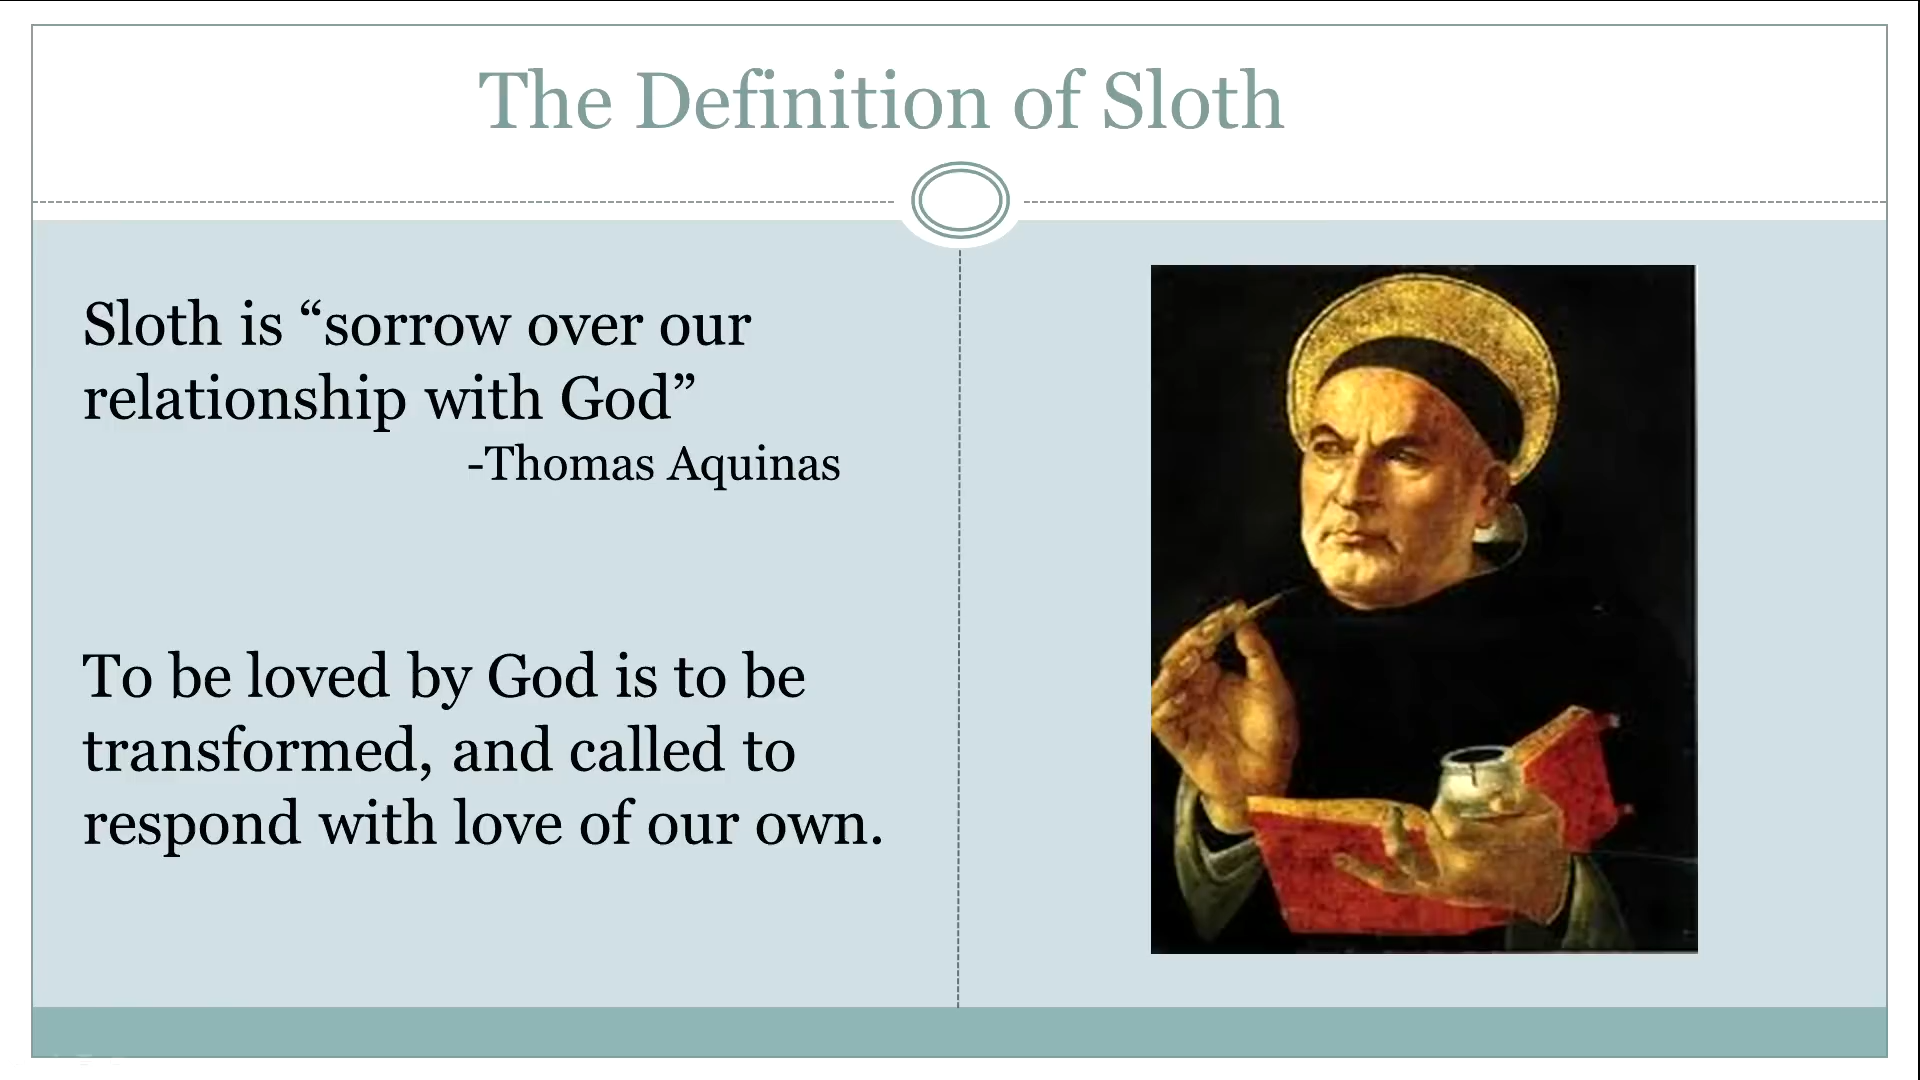 The Definition of Sloth
Sloth is “sorrow over our
relationship with God”
-Thomas Aquinas
To be loved by God is to be
transformed, and called to
respond with love of our own.